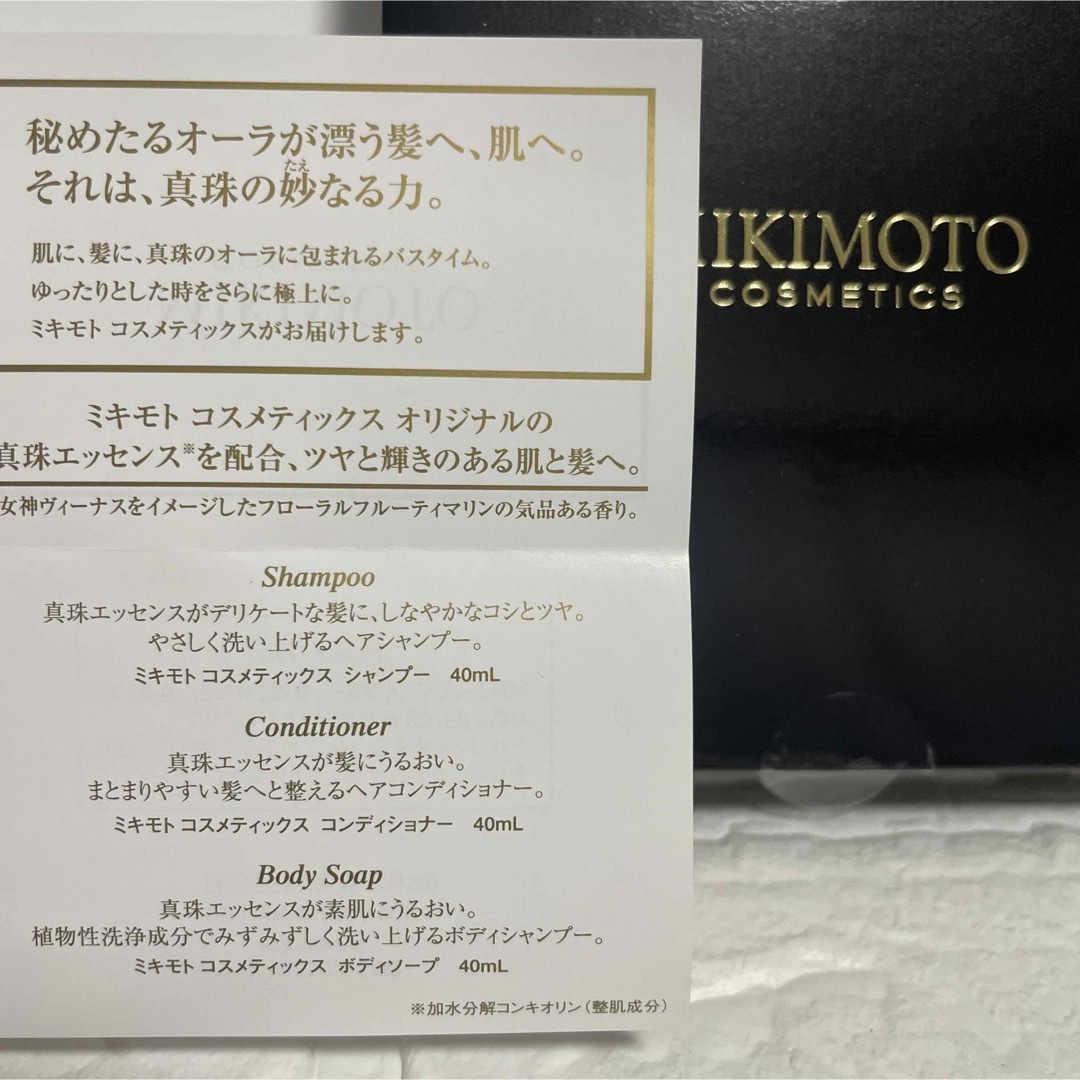 秘めたるオーラが漂う髪へ、肌へ。
それは、真珠の妙なる力。
たえ
肌に、髪に、真珠のオーラに包まれるバスタイム。
ゆったりとした時をさらに極上に。
ミキモト コスメティックスがお届けします。
ミキモト コスメティックス オリジナルの
真珠エッセンス※を配合、ツヤと輝きのある肌と髪へ。
女神ヴィーナスをイメージしたフローラルフルーティマリンの気品ある香り。
Shampoo
真珠エッセンスがデリケートな髪に、しなやかなコシとツヤ。
やさしく洗い上げるヘアシャンプー。
ミキモト コスメティックス シャンプー 40mL
Conditioner
真珠エッセンスが髪にうるおい。
まとまりやすい髪へと整えるヘアコンディショナー。
ミキモト コスメティックス コンディショナー 40mL
Body Soap
真珠エッセンスが素肌にうるおい。
植物性洗浄成分でみずみずしく洗い上げるボディシャンプー。
ミキモト コスメティックス ボディソープ 40mL
※加水分解コンキオリン(整肌成分)
MIKIMOTO
COSMETICS